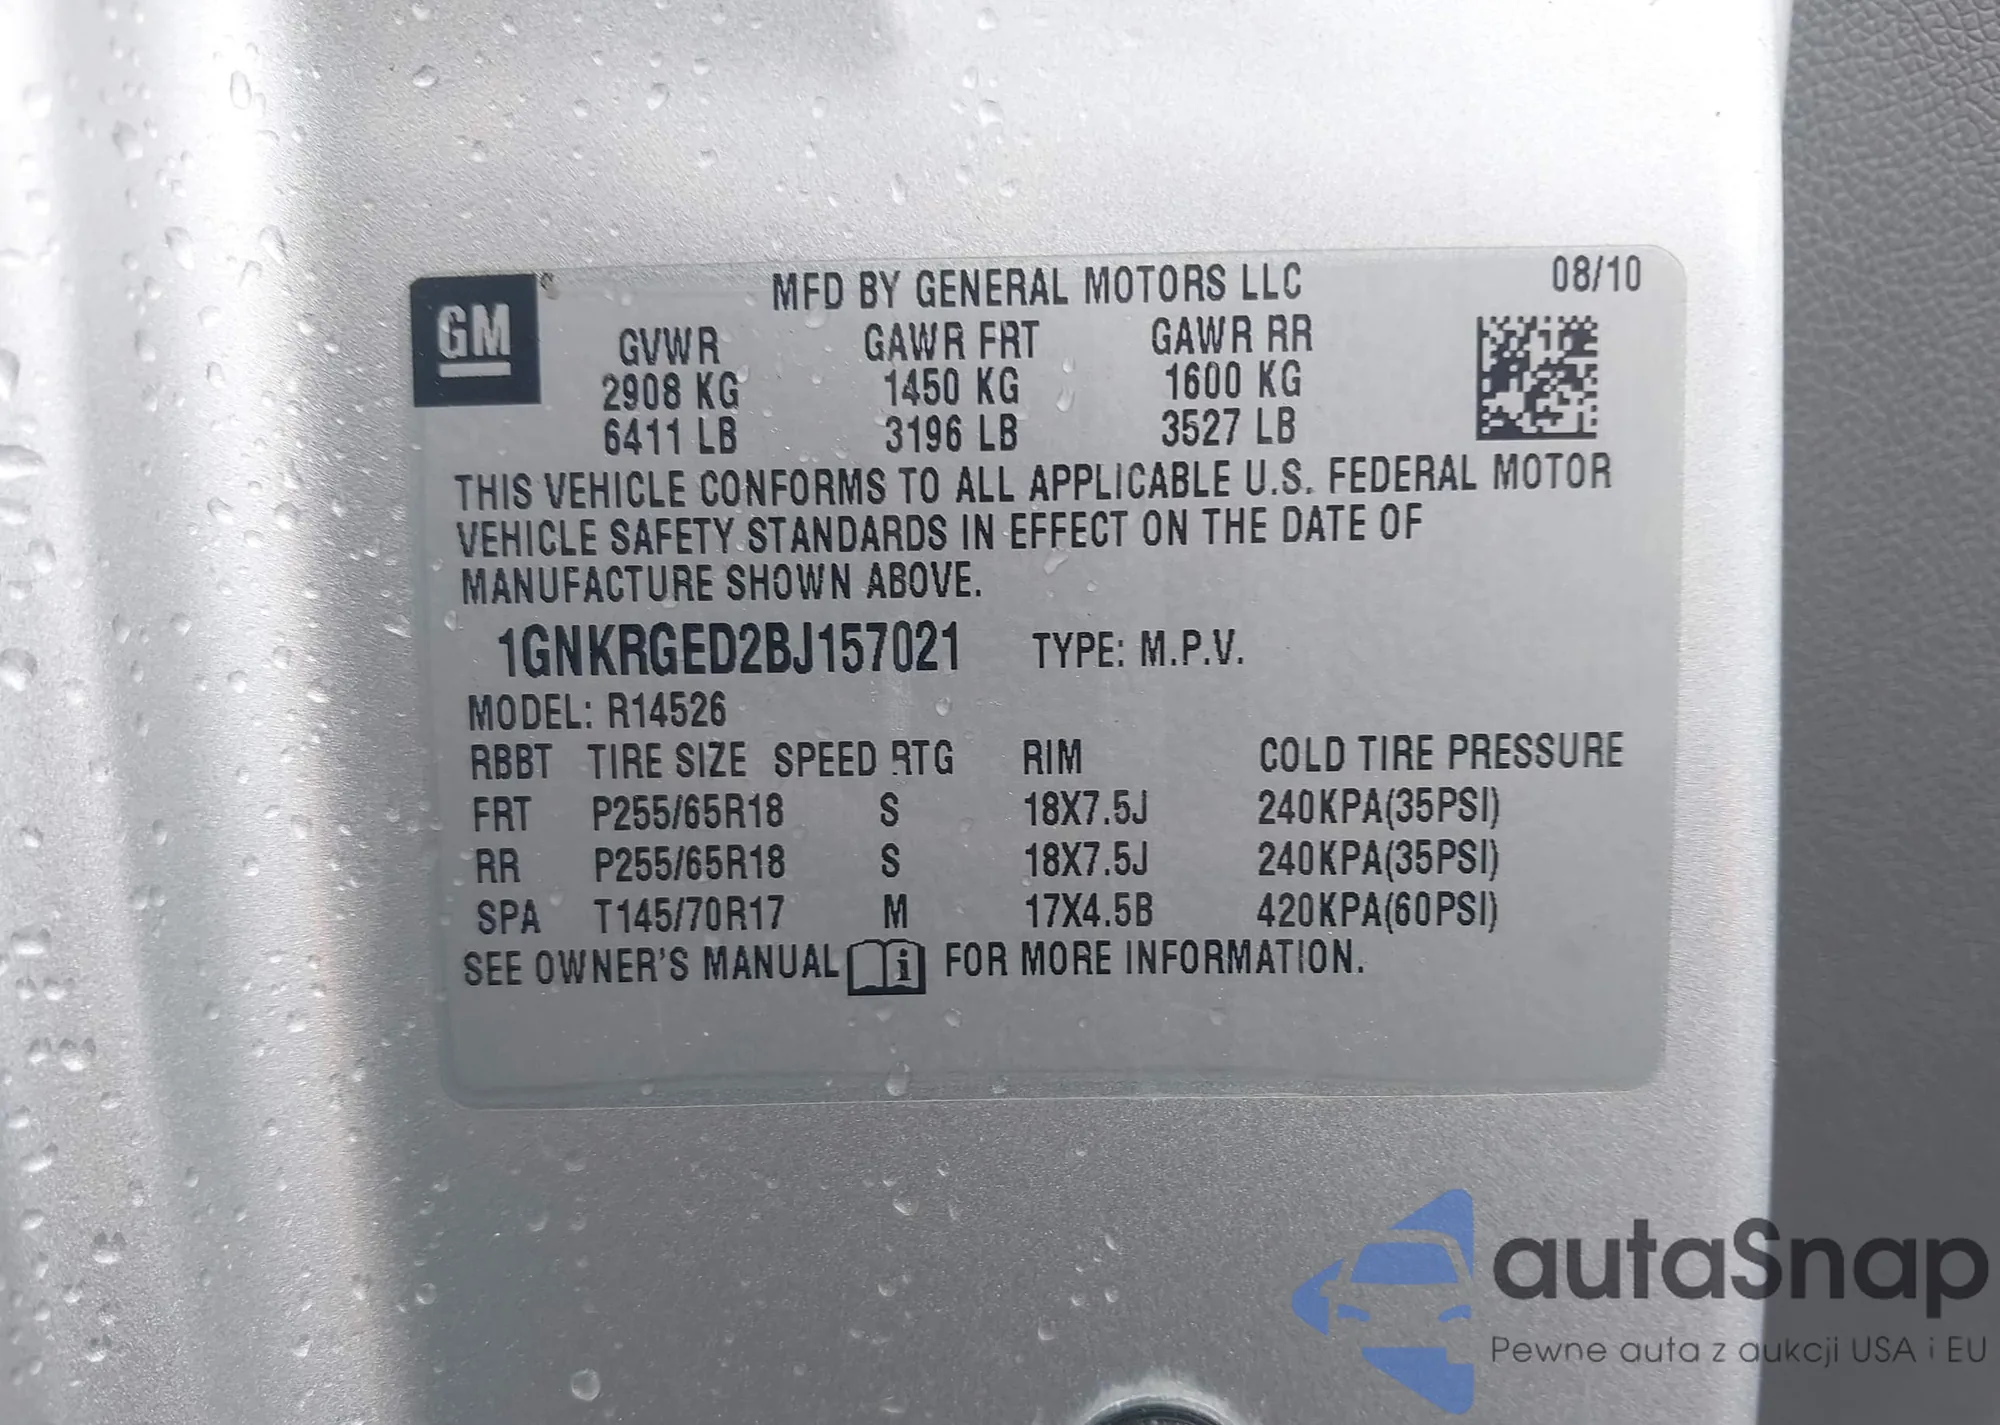 MFD BY GENERAL MOTORS LLC 08/10
GM
GVWR GAWR FRT GAWR RR
2908 KG 1450 KG 1600 KG
6411 LB 3196 LB 3527 LB
THIS VEHICLE CONFORMS TO ALL APPLICABLE U.S. FEDERAL MOTOR
VEHICLE SAFETY STANDARDS IN EFFECT ON THE DATE OF
MANUFACTURE SHOWN ABOVE.
1GNKRGED2BJ157021 TYPE: M.P.V.
MODEL: R14526
RBBT TIRE SIZE SPEED RTG RIM COLD TIRE PRESSURE
FRT P255/65R18 S 18X7.5J 240KPA(35PSI)
RR P255/65R18 S 18X7.5J 240KPA(35PSI)
SPA T145/70R17 M 17X4.5B 420KPA(60PSI)
SEE OWNER'S MANUAL i FOR MORE INFORMATION.
autaSnap
Pewne auta z aukcji USA i EU